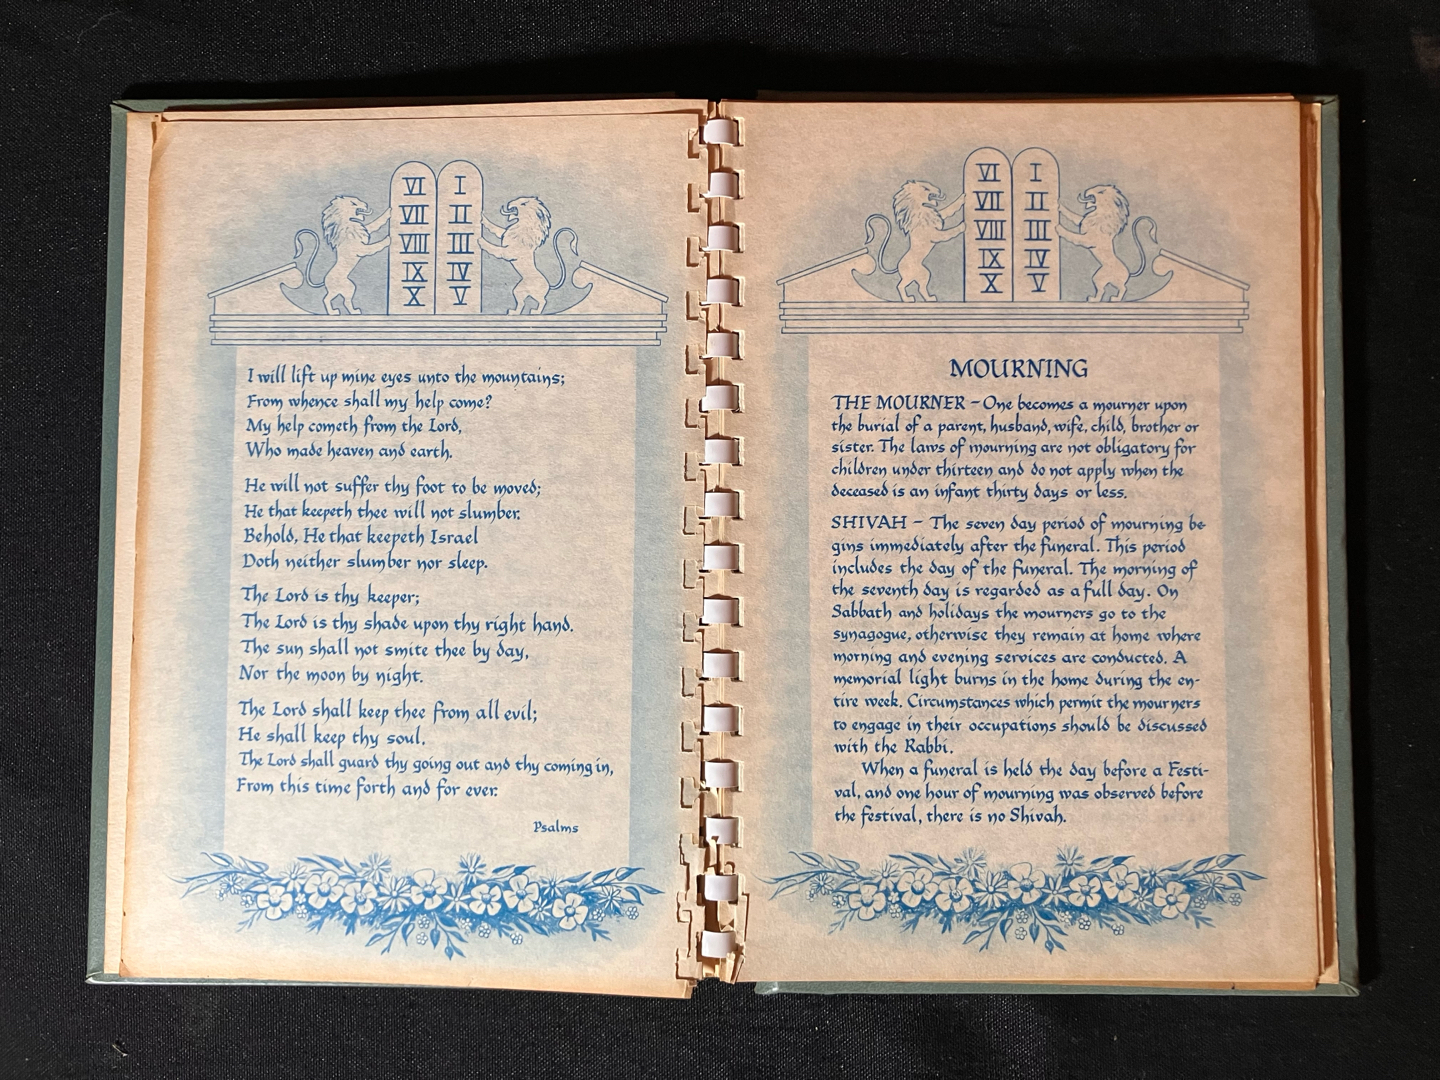 VI I
VII II
VIII III
IX IV
X V
I will lift up mine eyes unto the mountains;
From whence shall my help come?
My help cometh from the Lord,
Who made heaven and earth.
He will not suffer thy foot to be moved;
He that keepeth thee will not slumber.
Behold, He that keepeth Israel
Doth neither slumber nor sleep.
The Lord is thy keeper;
The Lord is thy shade upon thy right hand.
The sun shall not smite thee by day,
Nor the moon by night.
The Lord shall keep thee from all evil;
He shall keep thy soul.
The Lord shall guard thy going out and thy coming in,
From this time forth and for ever.
Psalms
VI I
VII II
VIII III
IX IV
X V
MOURNING
THE MOURNER – One becomes a mourner upon
the burial of a parent, husband, wife, child, brother or
sister. The laws of mourning are not obligatory for
children under thirteen and do not apply when the
deceased is an infant thirty days or less.
SHIVAH – The seven day period of mourning be-
gins immediately after the funeral. This period
includes the day of the funeral. The morning of
the seventh day is regarded as a full day. On
Sabbath and holidays the mourners go to the
synagogue, otherwise they remain at home where
morning and evening services are conducted. A
memorial light burns in the home during the en-
tire week. Circumstances which permit the mourners
to engage in their occupations should be discussed
with the Rabbi.
When a funeral is held the day before a Festi-
val, and one hour of mourning was observed before
the festival, there is no Shivah.